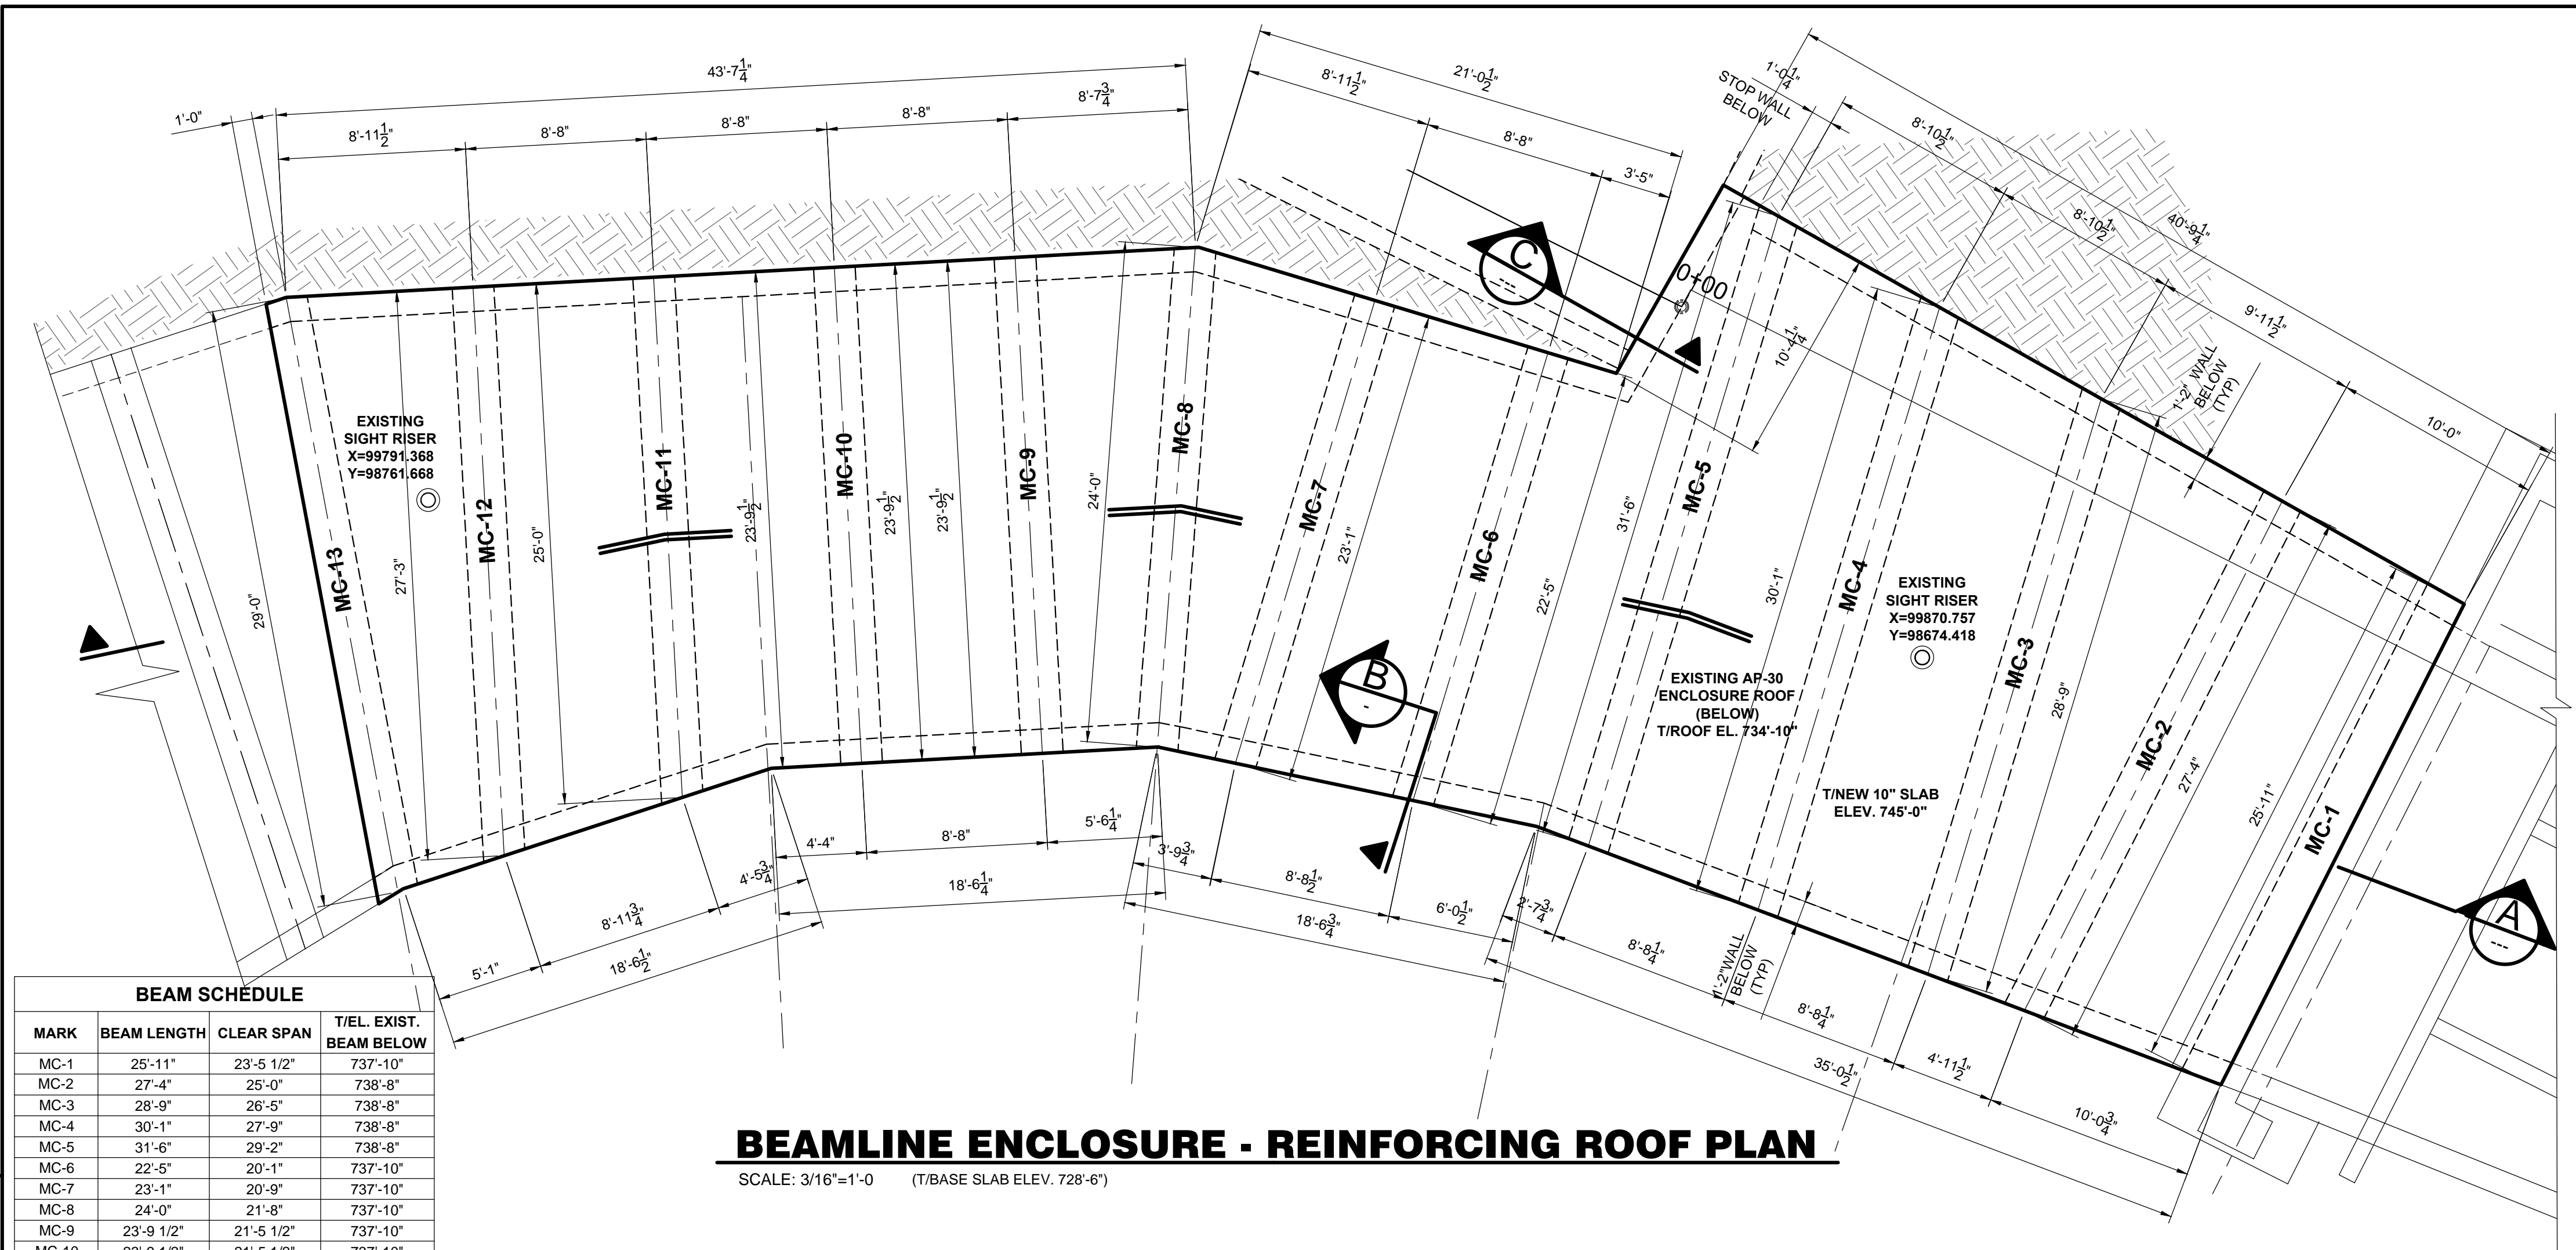 43'-7 1/4"
1'-0"
8'-11 1/2"
8'-8"
8'-8"
8'-8"
8'-7 3/4"
21'-0 1/2"
8'-11 1/2"
8'-8"
3'-5"
1'-0 1/4"
STOP WALL
BELOW
8'-10 1/2"
8'-10 1/2"
40'-9 1/4"
9'-11 1/2"
10'-0"
1'-2" WALL
BELOW
(TYP)
C
---
0+00
10'-4 1/4"
EXISTING
SIGHT RISER
X=99791.368
Y=98761.668
MC-13
MC-12
MC-11
MC-10
MC-9
MC-8
MC-7
MC-6
MC-5
MC-4
MC-3
MC-2
MC-1
29'-0"
27'-3"
25'-0"
23'-9 1/2"
23'-9 1/2"
23'-9 1/2"
24'-0"
23'-1"
22'-5"
31'-6"
30'-1"
28'-9"
27'-4"
25'-11"
EXISTING
SIGHT RISER
X=99870.757
Y=98674.418
EXISTING AP-30
ENCLOSURE ROOF
(BELOW)
T/ROOF EL. 734'-10"
T/NEW 10" SLAB
ELEV. 745'-0"
B
-
A
---
4'-4"
8'-8"
5'-6 1/4"
18'-6 1/4"
4'-5 3/4"
8'-11 3/4"
5'-1"
18'-6 1/2"
3'-9 3/4"
8'-8 1/2"
6'-0 1/2"
18'-6 3/4"
2'-7 3/4"
8'-8 1/4"
1'-2" WALL
BELOW
(TYP)
8'-8 1/4"
4'-11 1/2"
35'-0 1/2"
10'-0 3/4"
BEAM SCHEDULE
MARK BEAM LENGTH CLEAR SPAN T/EL. EXIST. BEAM BELOW
MC-1 25'-11" 23'-5 1/2" 737'-10"
MC-2 27'-4" 25'-0" 738'-8"
MC-3 28'-9" 26'-5" 738'-8"
MC-4 30'-1" 27'-9" 738'-8"
MC-5 31'-6" 29'-2" 738'-8"
MC-6 22'-5" 20'-1" 737'-10"
MC-7 23'-1" 20'-9" 737'-10"
MC-8 24'-0" 21'-8" 737'-10"
MC-9 23'-9 1/2" 21'-5 1/2" 737'-10"
MC-10 23'-9 1/2" 21'-5 1/2" 737'-10"
BEAMLINE ENCLOSURE - REINFORCING ROOF PLAN
SCALE: 3/16"=1'-0 (T/BASE SLAB ELEV. 728'-6")